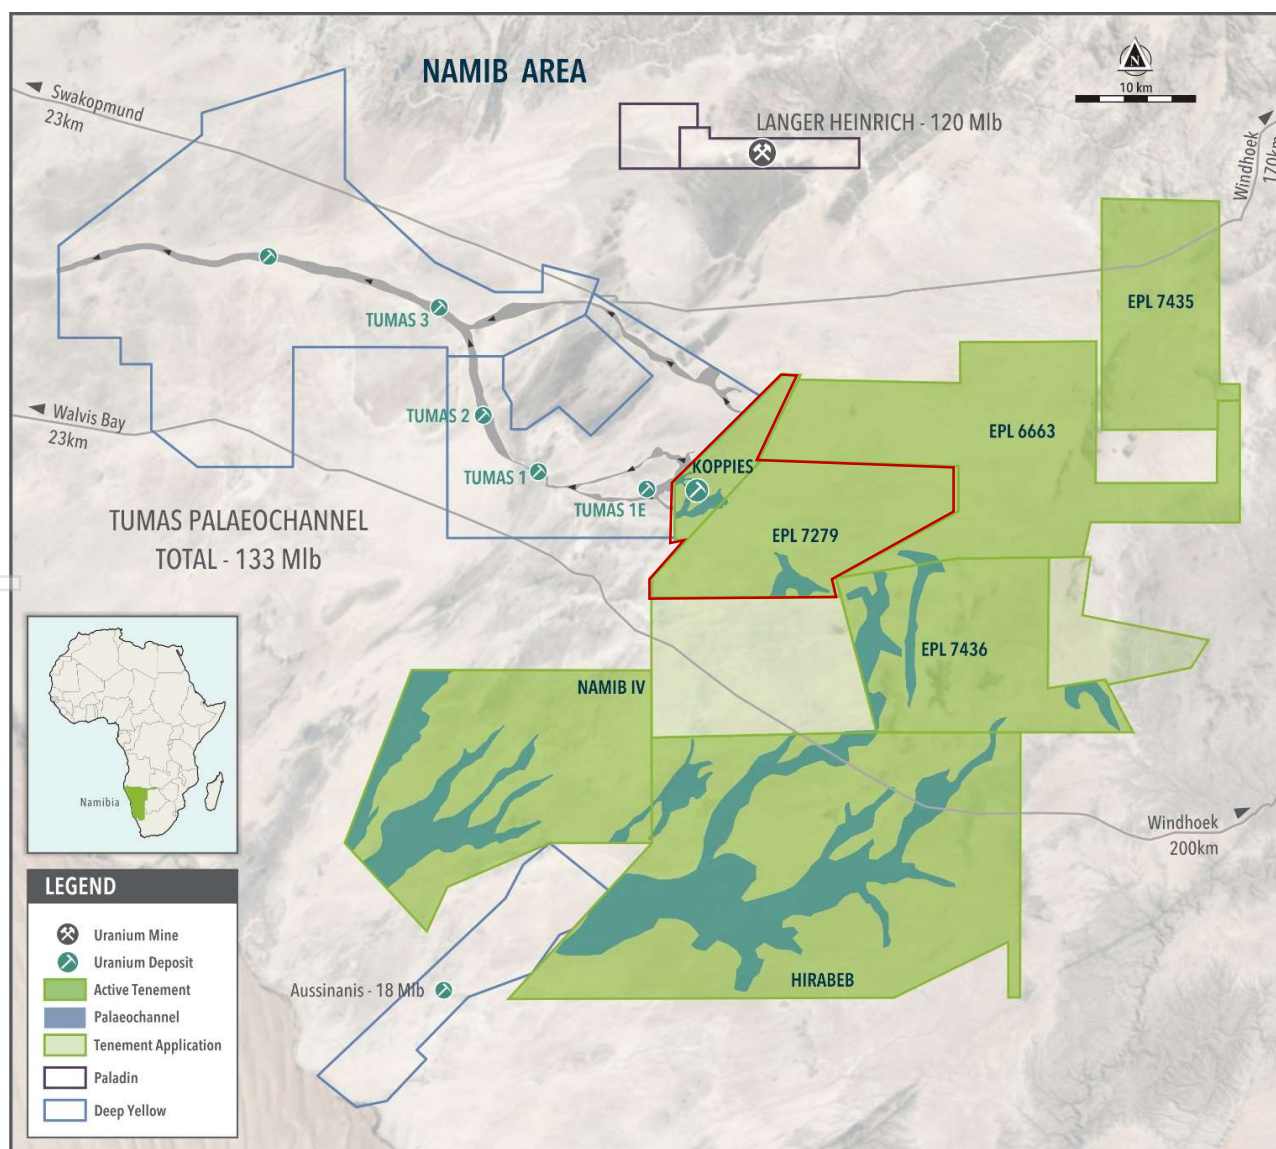 NAMIB AREA
N
10 km
Swakopmund
23km
LANGER HEINRICH - 120 Mlb
Windhoek
170km
EPL 7435
TUMAS 3
EPL 6663
Walvis Bay
23km
TUMAS 2
TUMAS 1
KOPPIES
TUMAS 1E
TUMAS PALAEOCHANNEL
TOTAL - 133 Mlb
EPL 7279
EPL 7436
NAMIB IV
Namibia
Windhoek
200km
HIRABEB
Aussinanis - 18 Mlb
LEGEND
Uranium Mine
Uranium Deposit
Active Tenement
Palaeochannel
Tenement Application
Paladin
Deep Yellow